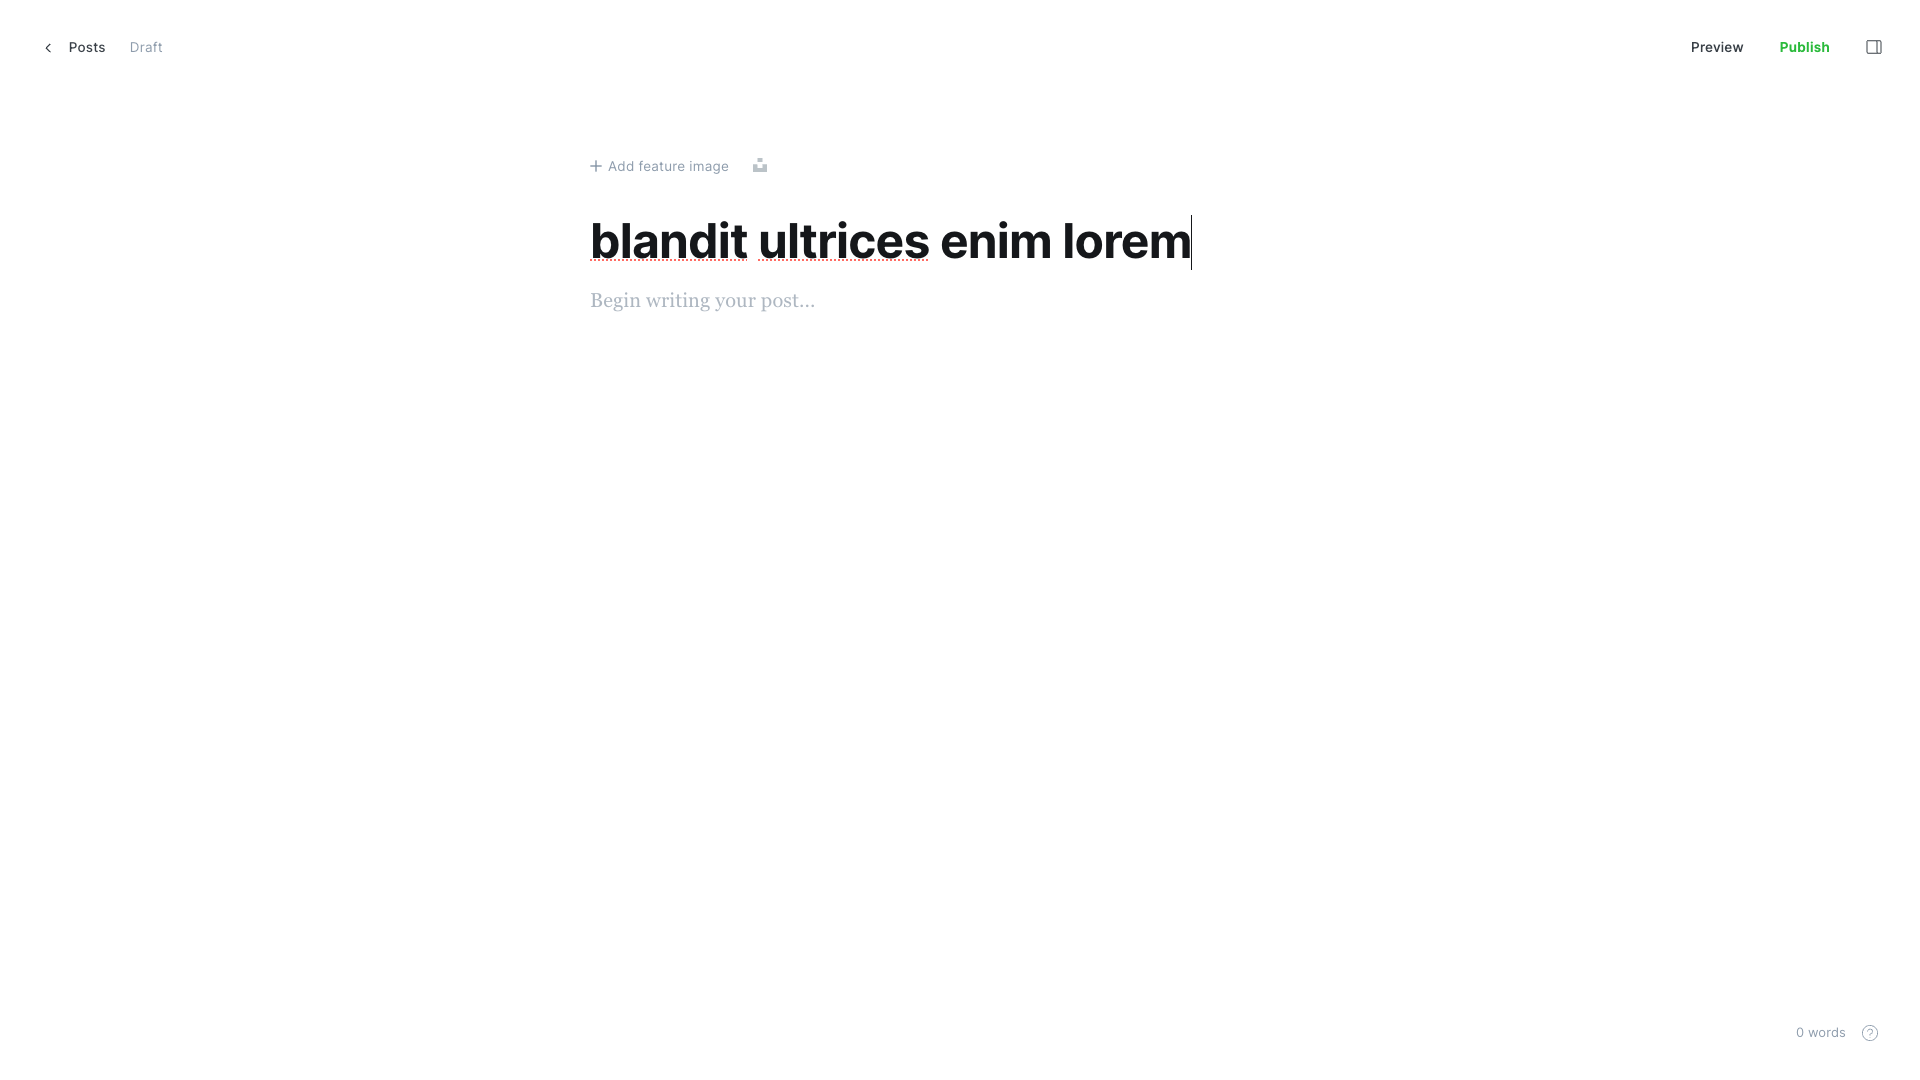 Posts Draft Preview Publish
Add feature image
blandit ultrices enim lorem
Begin writing your post...
0 words